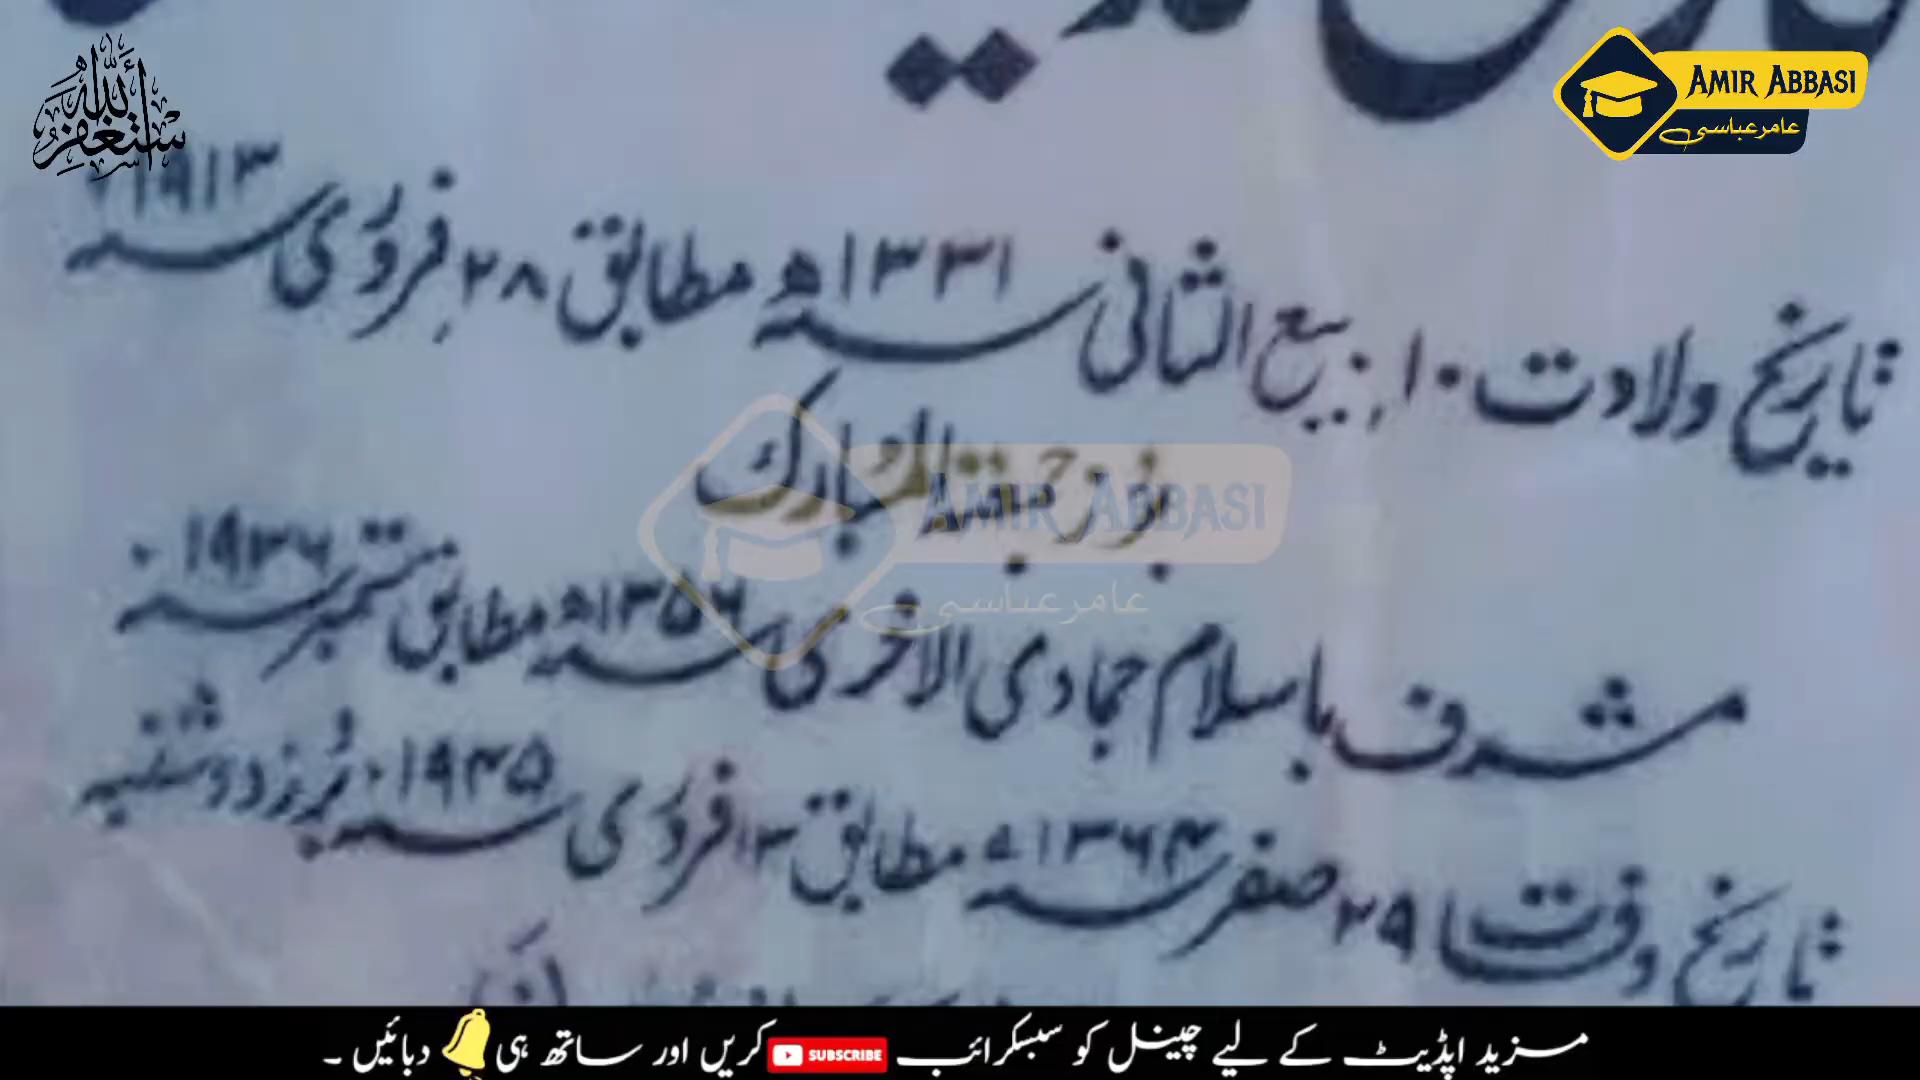 أستغفر الله
AMIR ABBASI
عامر عباسی
تاریخ ولادت ۱۰ ربیع الثانی سنہ ۱۳۳۱ھ مطابق ۲۸ فروری سنہ ۱۹۱۳ء
بروز جمعۃ المبارک
AMIR ABBASI
عامر عباسی
مشرف باسلام جمادی الاخری سنہ ۱۳۵۶ھ مطابق ستمبر سنہ ۱۹۳۶ء
تاریخ وفات ۲۹ صفر سنہ ۱۳۶۴ھ مطابق ۱۳ فروری سنہ ۱۹۴۵ء بروز دوشنبہ
مزید اپڈیٹ کے لیے چینل کو سبسکرائب SUBSCRIBE کریں اور ساتھ ہی دبائیں ۔